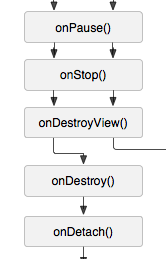 onPause()
onStop()
onDestroyView()
onDestroy()
onDetach()